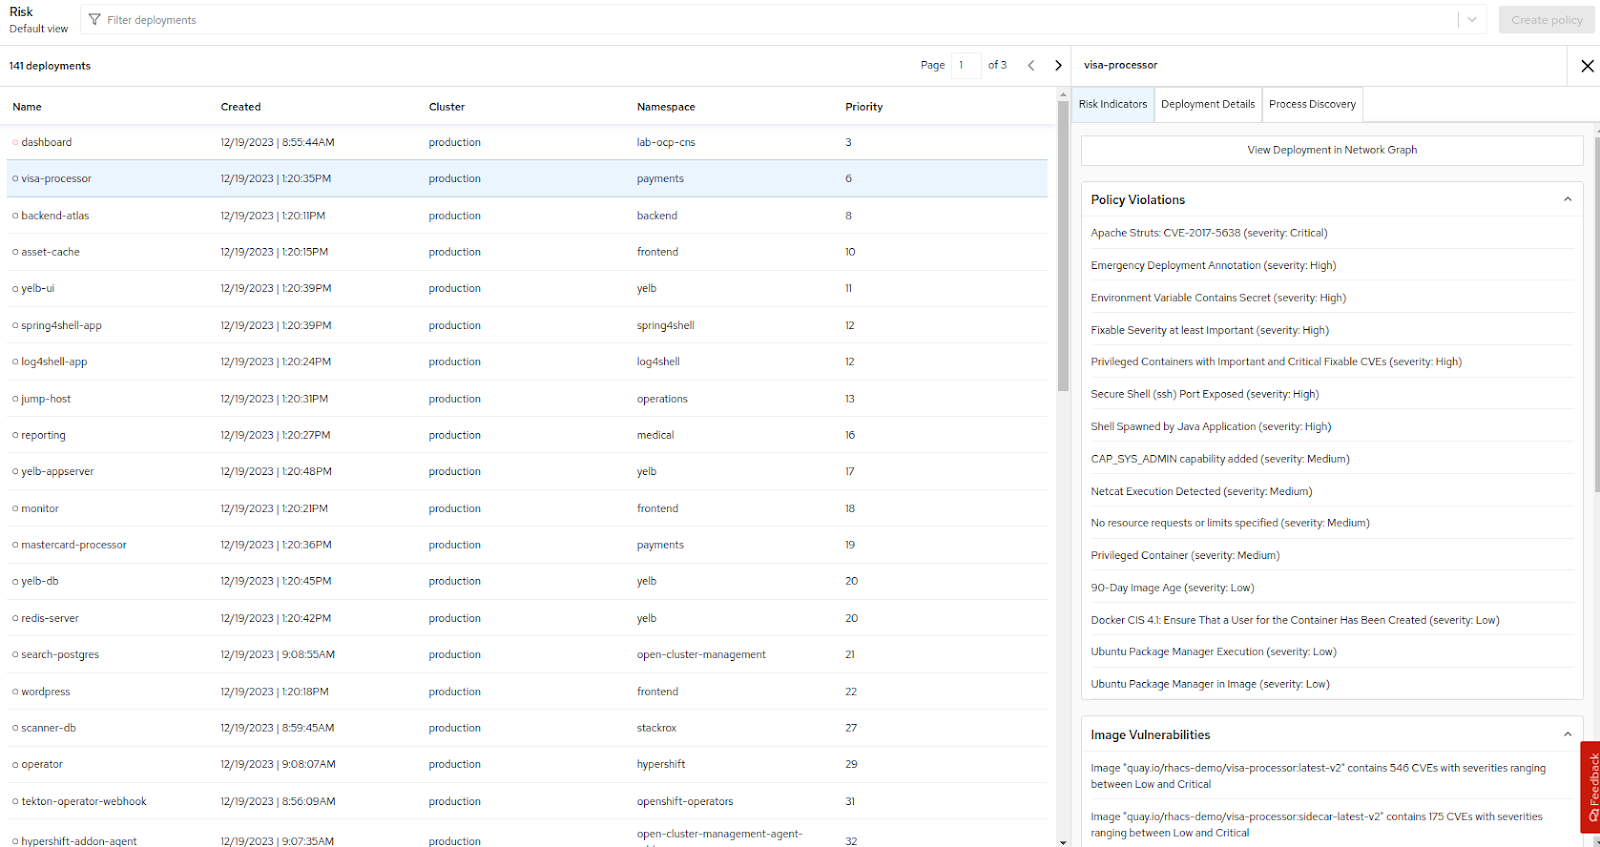 Risk
Default view
Filter deployments
Create policy
141 deployments
Page 1 of 3
Name Created Cluster Namespace Priority
dashboard 12/19/2023 | 8:55:44AM production lab-ocp-cns 3
visa-processor 12/19/2023 | 1:20:35PM production payments 6
backend-atlas 12/19/2023 | 1:20:11PM production backend 8
asset-cache 12/19/2023 | 1:20:15PM production frontend 10
yelb-ui 12/19/2023 | 1:20:39PM production yelb 11
spring4shell-app 12/19/2023 | 1:20:39PM production spring4shell 12
log4shell-app 12/19/2023 | 1:20:24PM production log4shell 12
jump-host 12/19/2023 | 1:20:31PM production operations 13
reporting 12/19/2023 | 1:20:27PM production medical 16
yelb-appserver 12/19/2023 | 1:20:48PM production yelb 17
monitor 12/19/2023 | 1:20:21PM production frontend 18
mastercard-processor 12/19/2023 | 1:20:36PM production payments 19
yelb-db 12/19/2023 | 1:20:45PM production yelb 20
redis-server 12/19/2023 | 1:20:42PM production yelb 20
search-postgres 12/19/2023 | 9:08:55AM production open-cluster-management 21
wordpress 12/19/2023 | 1:20:18PM production frontend 22
scanner-db 12/19/2023 | 8:59:45AM production stackrox 27
operator 12/19/2023 | 9:08:07AM production hypershift 29
tekton-operator-webhook 12/19/2023 | 8:56:09AM production openshift-operators 31
hypershift-addon-agent 12/19/2023 | 9:07:35AM production open-cluster-management-agent- 32
visa-processor
Risk Indicators Deployment Details Process Discovery
View Deployment in Network Graph
Policy Violations
Apache Struts: CVE-2017-5638 (severity: Critical)
Emergency Deployment Annotation (severity: High)
Environment Variable Contains Secret (severity: High)
Fixable Severity at least Important (severity: High)
Privileged Containers with Important and Critical Fixable CVEs (severity: High)
Secure Shell (ssh) Port Exposed (severity: High)
Shell Spawned by Java Application (severity: High)
CAP_SYS_ADMIN capability added (severity: Medium)
Netcat Execution Detected (severity: Medium)
No resource requests or limits specified (severity: Medium)
Privileged Container (severity: Medium)
90-Day Image Age (severity: Low)
Docker CIS 4.1: Ensure That a User for the Container Has Been Created (severity: Low)
Ubuntu Package Manager Execution (severity: Low)
Ubuntu Package Manager in Image (severity: Low)
Image Vulnerabilities
Image "quay.io/rhacs-demo/visa-processor:latest-v2" contains 546 CVEs with severities ranging
between Low and Critical
Image "quay.io/rhacs-demo/visa-processor:sidecar-latest-v2" contains 175 CVEs with severities
ranging between Low and Critical
Feedback